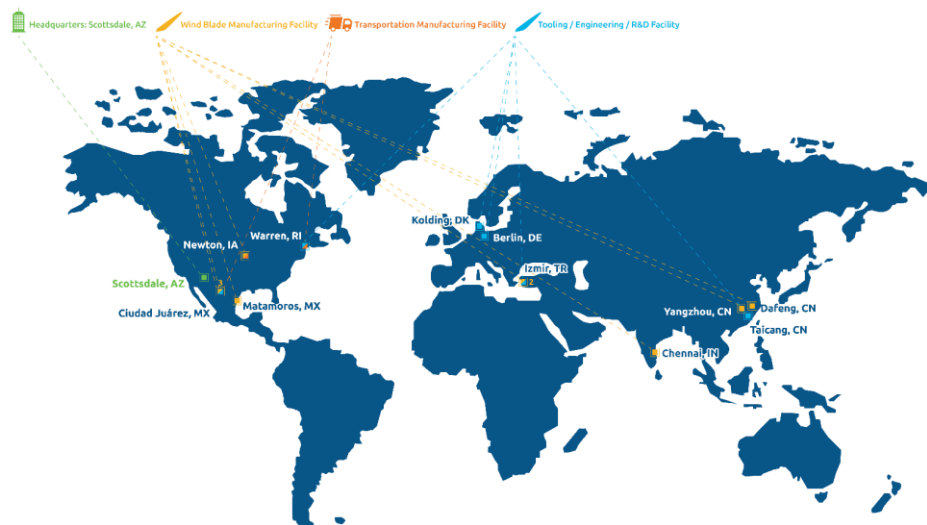 Headquarters: Scottsdale, AZ
Wind Blade Manufacturing Facility
Transportation Manufacturing Facility
Tooling / Engineering / R&D Facility
Kolding, DK
Warren, RI
Newton, IA
Berlin, DE
Izmir, TR
2
Scottsdale, AZ
3
Matamoros, MX
Ciudad Juárez, MX
Yangzhou, CN
Dafeng, CN
Taicang, CN
Chennai, IN